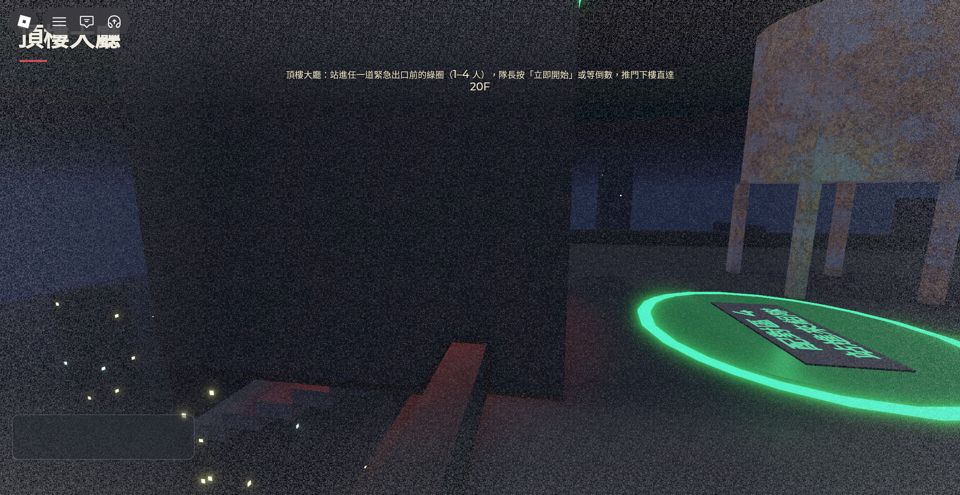 頂樓大廳
頂樓大廳：站進任一道緊急出口前的綠圈（1–4 人），隊長按「立即開始」或等倒數，推門下樓直達
20F